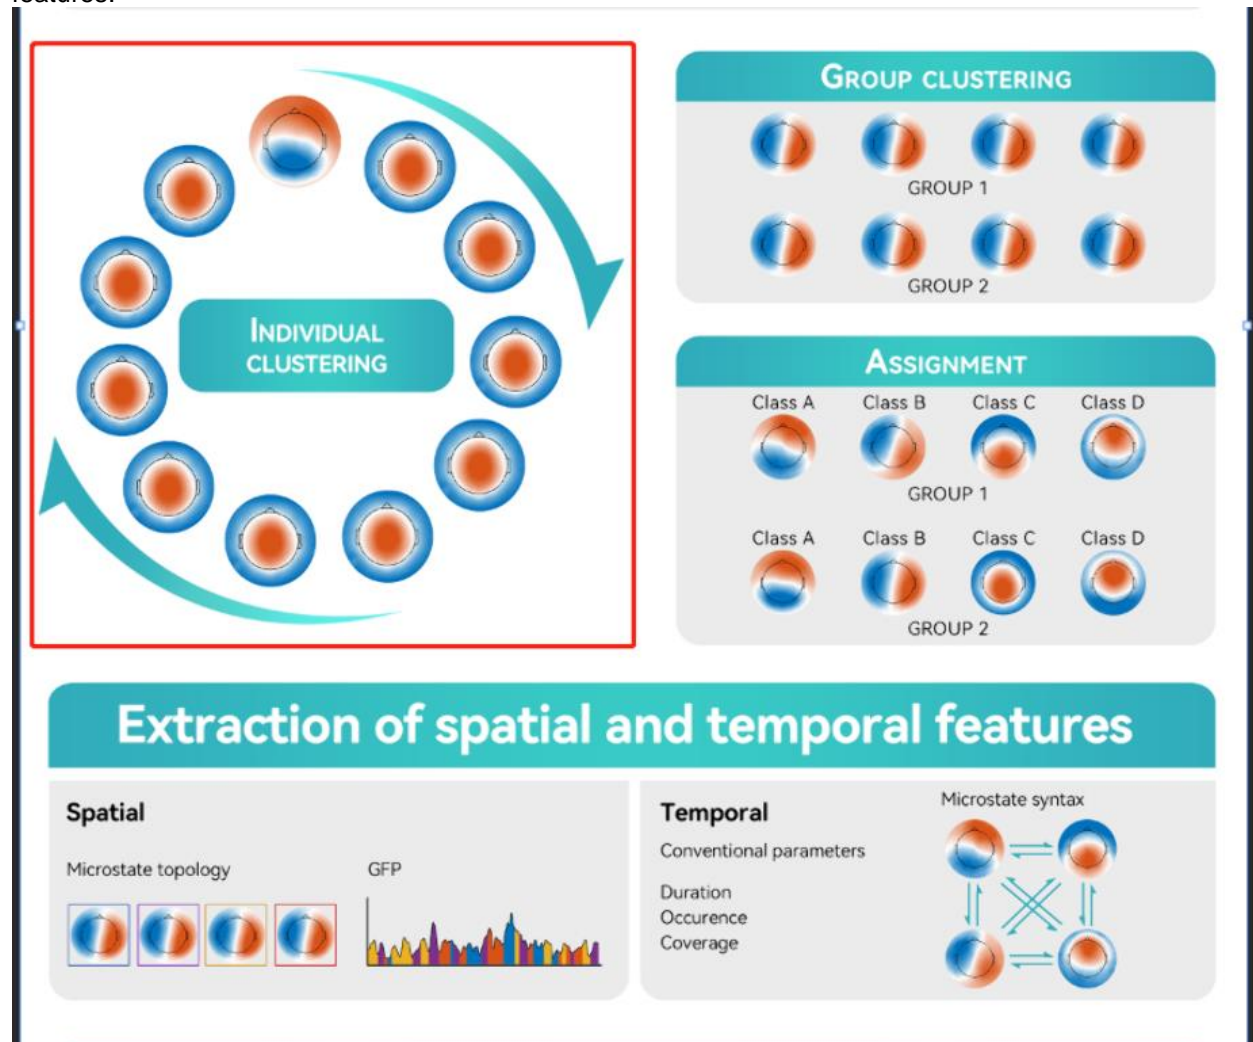 features.
INDIVIDUAL
CLUSTERING
GROUP CLUSTERING
GROUP 1
GROUP 2
ASSIGNMENT
Class A Class B Class C Class D
GROUP 1
Class A Class B Class C Class D
GROUP 2
Extraction of spatial and temporal features
Spatial
Microstate topology
GFP
Temporal
Conventional parameters
Duration
Occurence
Coverage
Microstate syntax